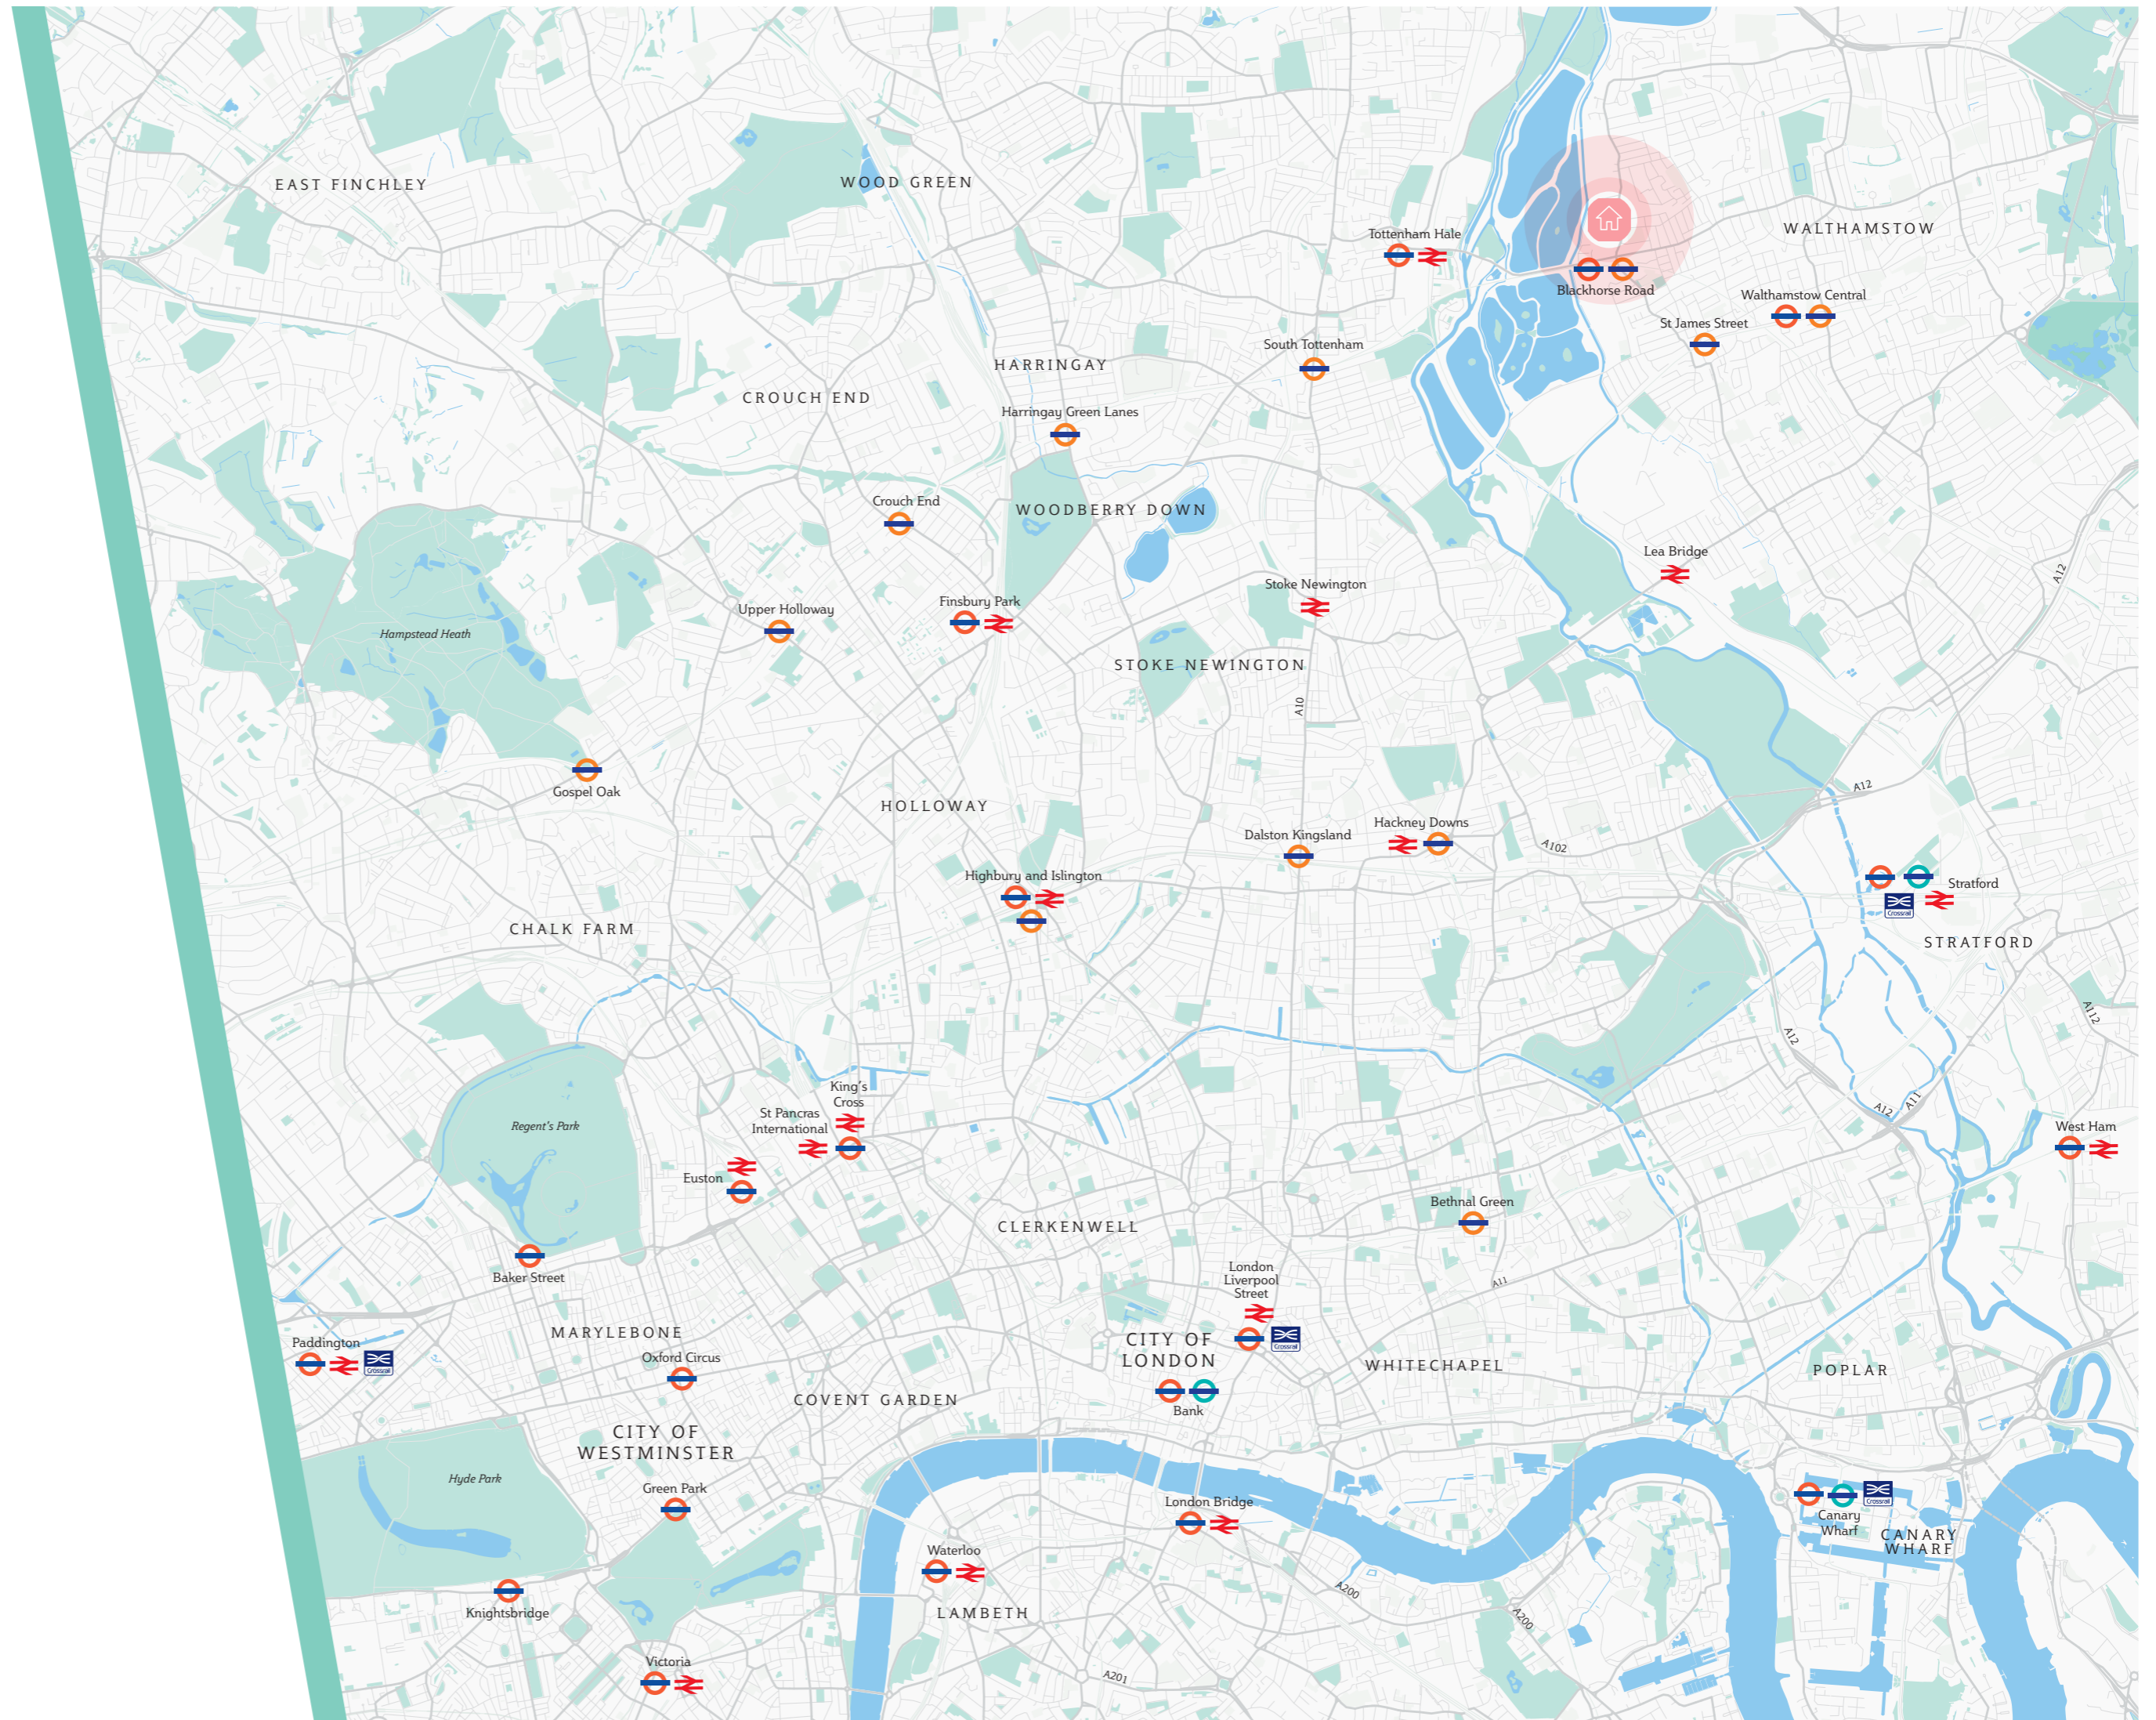 EAST FINCHLEY
WOOD GREEN
WALTHAMSTOW
Tottenham Hale
Blackhorse Road
Walthamstow Central
St James Street
South Tottenham
HARRINGAY
CROUCH END
Harringay Green Lanes
Crouch End
WOODBERRY DOWN
Lea Bridge
A12
Stoke Newington
Finsbury Park
Upper Holloway
Hampstead Heath
STOKE NEWINGTON
A10
Gospel Oak
A12
HOLLOWAY
Hackney Downs
Dalston Kingsland
A102
Highbury and Islington
Stratford
Crossrail
CHALK FARM
STRATFORD
A112
A12
King's
Cross
St Pancras
International
A12
A11
Regent's Park
West Ham
Euston
Bethnal Green
CLERKENWELL
London
Liverpool
Street
Crossrail
Baker Street
A11
MARYLEBONE
Paddington
Crossrail
Oxford Circus
CITY OF
LONDON
WHITECHAPEL
POPLAR
COVENT GARDEN
Bank
CITY OF
WESTMINSTER
Hyde Park
Green Park
London Bridge
Crossrail
Canary
Wharf
CANARY
WHARF
Waterloo
A200
A200
Knightsbridge
LAMBETH
Victoria
A201